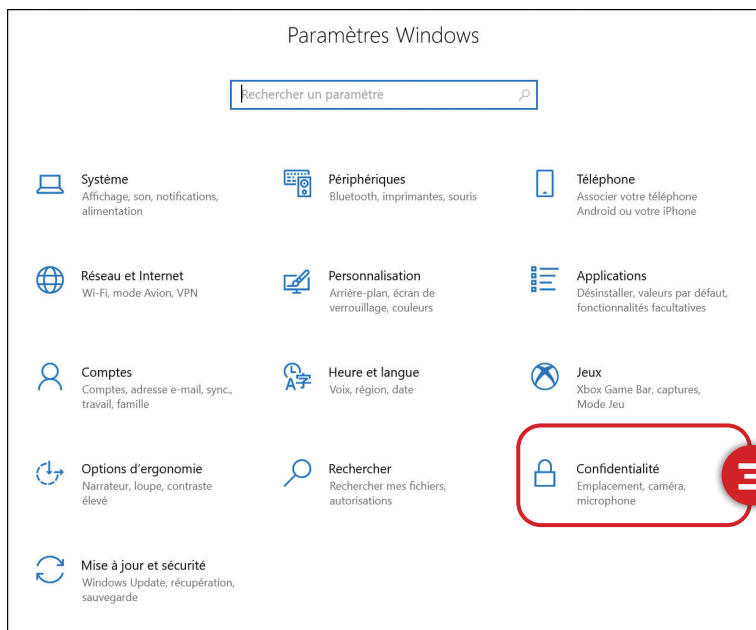 Paramètres Windows
Rechercher un paramètre
Système
Affichage, son, notifications,
alimentation
Périphériques
Bluetooth, imprimantes, souris
Téléphone
Associer votre téléphone
Android ou votre iPhone
Réseau et Internet
Wi-Fi, mode Avion, VPN
Personnalisation
Arrière-plan, écran de
verrouillage, couleurs
Applications
Désinstaller, valeurs par défaut,
fonctionnalités facultatives
Comptes
Comptes, adresse e-mail, sync.,
travail, famille
Heure et langue
Voix, région, date
Jeux
Xbox Game Bar, captures,
Mode Jeu
Options d'ergonomie
Narrateur, loupe, contraste
élevé
Rechercher
Rechercher mes fichiers,
autorisations
Confidentialité
Emplacement, caméra,
microphone
3
Mise à jour et sécurité
Windows Update, récupération,
sauvegarde